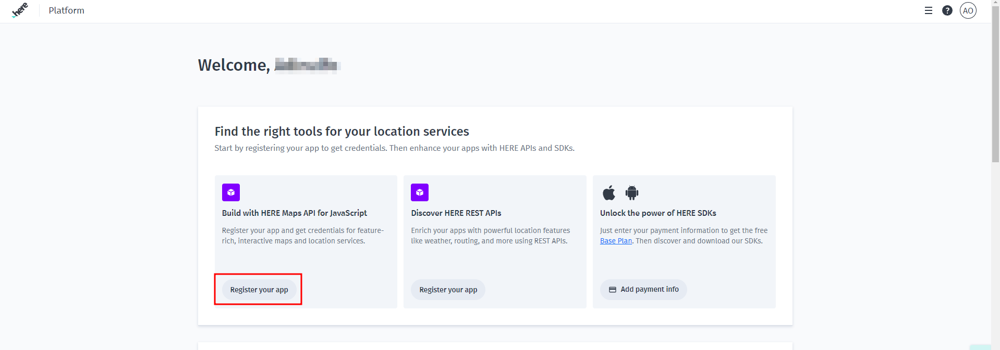 here Platform AO
Welcome,
Find the right tools for your location services
Start by registering your app to get credentials. Then enhance your apps with HERE APIs and SDKs.
Build with HERE Maps API for JavaScript
Register your app and get credentials for feature-
rich, interactive maps and location services.
Register your app
Discover HERE REST APIs
Enrich your apps with powerful location features
like weather, routing, and more using REST APIs.
Register your app
Unlock the power of HERE SDKs
Just enter your payment information to get the free
Base Plan. Then discover and download our SDKs.
Add payment info